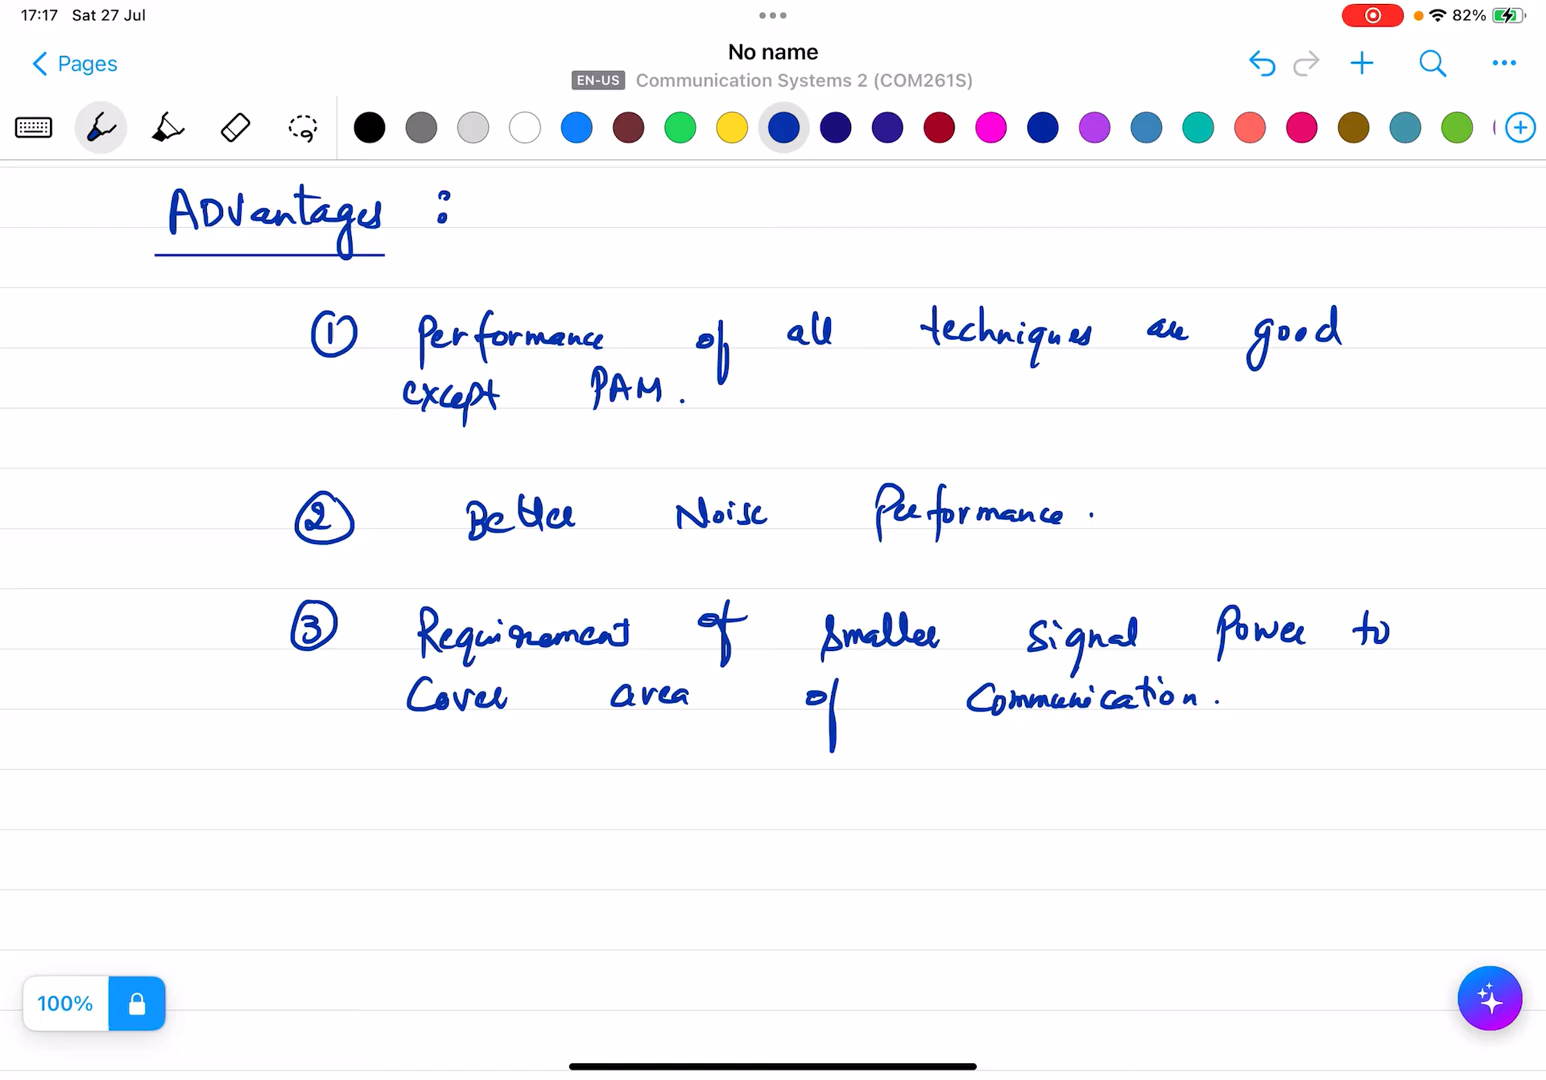 17:17 Sat 27 Jul
82%
No name
Pages
EN-US Communication Systems 2 (COM261S)
Advantages :
① Performance of all techniques are good
except PAM.
② Better Noise Performance.
③ Requirement of smaller signal Power to
Cover area of Communication.
100%